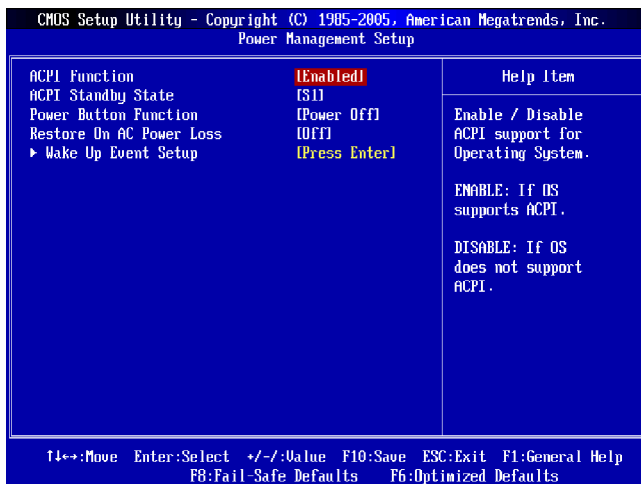 CMOS Setup Utility - Copyright (C) 1985-2005, American Megatrends, Inc.
Power Management Setup
ACPI Function [Enabled]
ACPI Standby State [S1]
Power Button Function [Power Off]
Restore On AC Power Loss [Off]
▶ Wake Up Event Setup [Press Enter]
Help Item
Enable / Disable
ACPI support for
Operating System.
ENABLE: If OS
supports ACPI.
DISABLE: If OS
does not support
ACPI.
↑↓←→:Move Enter:Select +/-/:Value F10:Save ESC:Exit F1:General Help
F8:Fail-Safe Defaults F6:Optimized Defaults